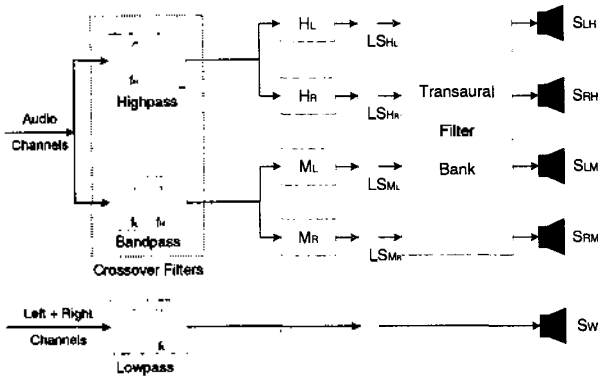 HL
LSHL
SLH
fH
Highpass
HR
LSHR
Transaural
SRH
Audio
Channels
Filter
ML
LSML
Bank
SLM
fL fH
Bandpass
MR
LSMR
SRM
Crossover Filters
Left + Right
Channels
fL
Lowpass
SW